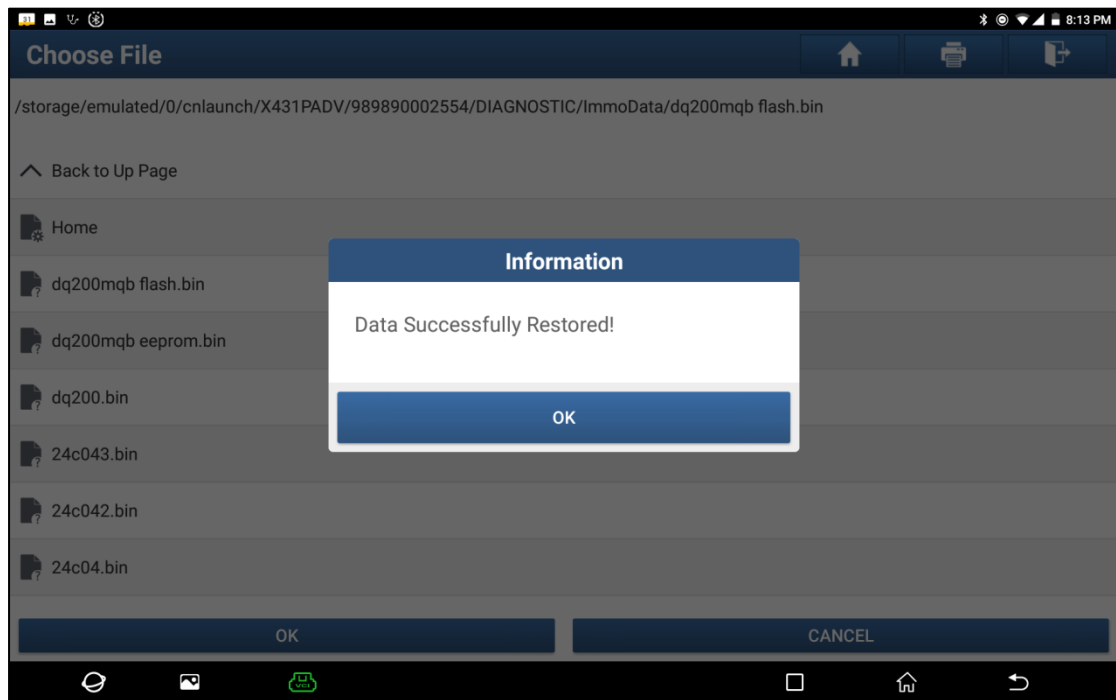 31
8:13 PM
Choose File
/storage/emulated/0/cnlaunch/X431PADV/989890002554/DIAGNOSTIC/ImmoData/dq200mqb flash.bin
Back to Up Page
Home
dq200mqb flash.bin
dq200mqb eeprom.bin
dq200.bin
24c043.bin
24c042.bin
24c04.bin
Information
Data Successfully Restored!
OK
OK
CANCEL
VCI